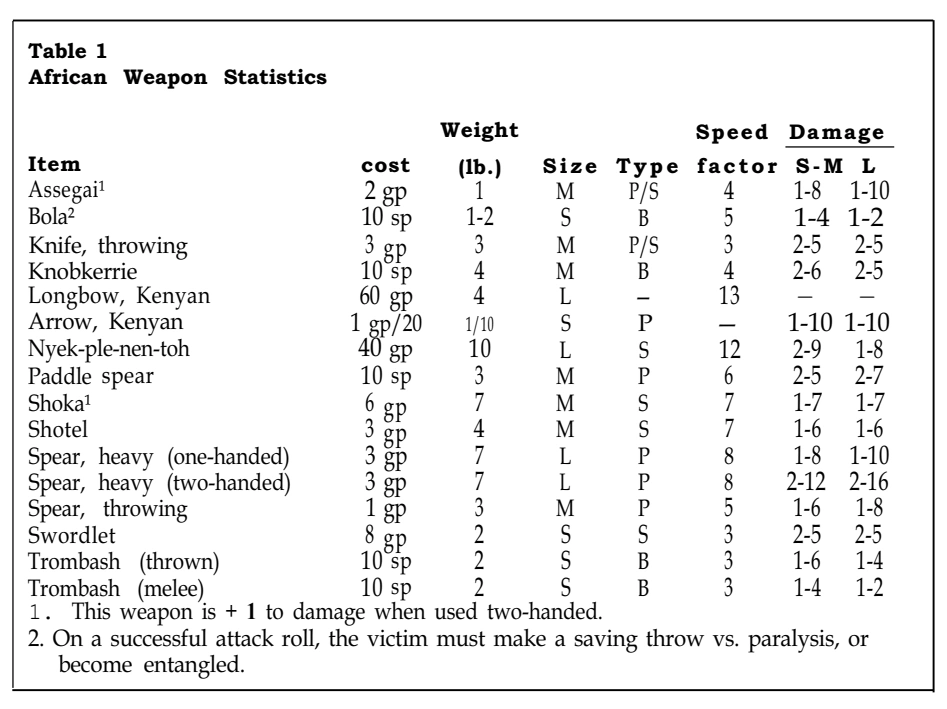 Table 1
African Weapon Statistics
Weight Speed Damage
Item cost (lb.) Size Type factor S-M L
Assegai¹ 2 gp 1 M P/S 4 1-8 1-10
Bola² 10 sp 1-2 S B 5 1-4 1-2
Knife, throwing 3 gp 3 M P/S 3 2-5 2-5
Knobkerrie 10 sp 4 M B 4 2-6 2-5
Longbow, Kenyan 60 gp 4 L – 13 – –
Arrow, Kenyan 1 gp/20 1/10 S P – 1-10 1-10
Nyek-ple-nen-toh 40 gp 10 L S 12 2-9 1-8
Paddle spear 10 sp 3 M P 6 2-5 2-7
Shoka¹ 6 gp 7 M S 7 1-7 1-7
Shotel 3 gp 4 M S 7 1-6 1-6
Spear, heavy (one-handed) 3 gp 7 L P 8 1-8 1-10
Spear, heavy (two-handed) 3 gp 7 L P 8 2-12 2-16
Spear, throwing 1 gp 3 M P 5 1-6 1-8
Swordlet 8 gp 2 S S 3 2-5 2-5
Trombash (thrown) 10 sp 2 S B 3 1-6 1-4
Trombash (melee) 10 sp 2 S B 3 1-4 1-2
1. This weapon is + 1 to damage when used two-handed.
2. On a successful attack roll, the victim must make a saving throw vs. paralysis, or
become entangled.